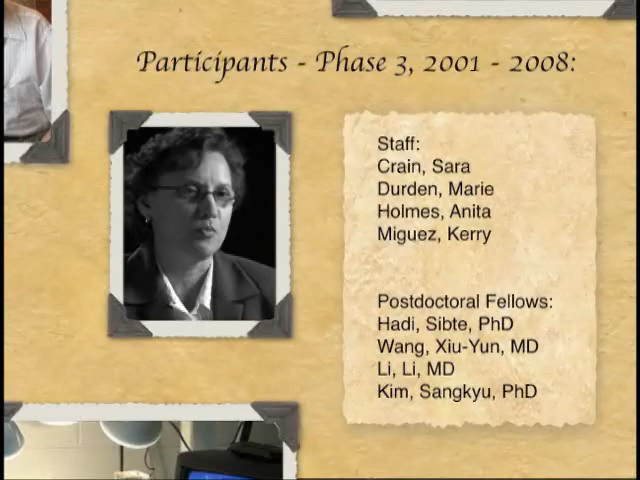 Participants - Phase 3, 2001 - 2008:
Staff:
Crain, Sara
Durden, Marie
Holmes, Anita
Miguez, Kerry
Postdoctoral Fellows:
Hadi, Sibte, PhD
Wang, Xiu-Yun, MD
Li, Li, MD
Kim, Sangkyu, PhD